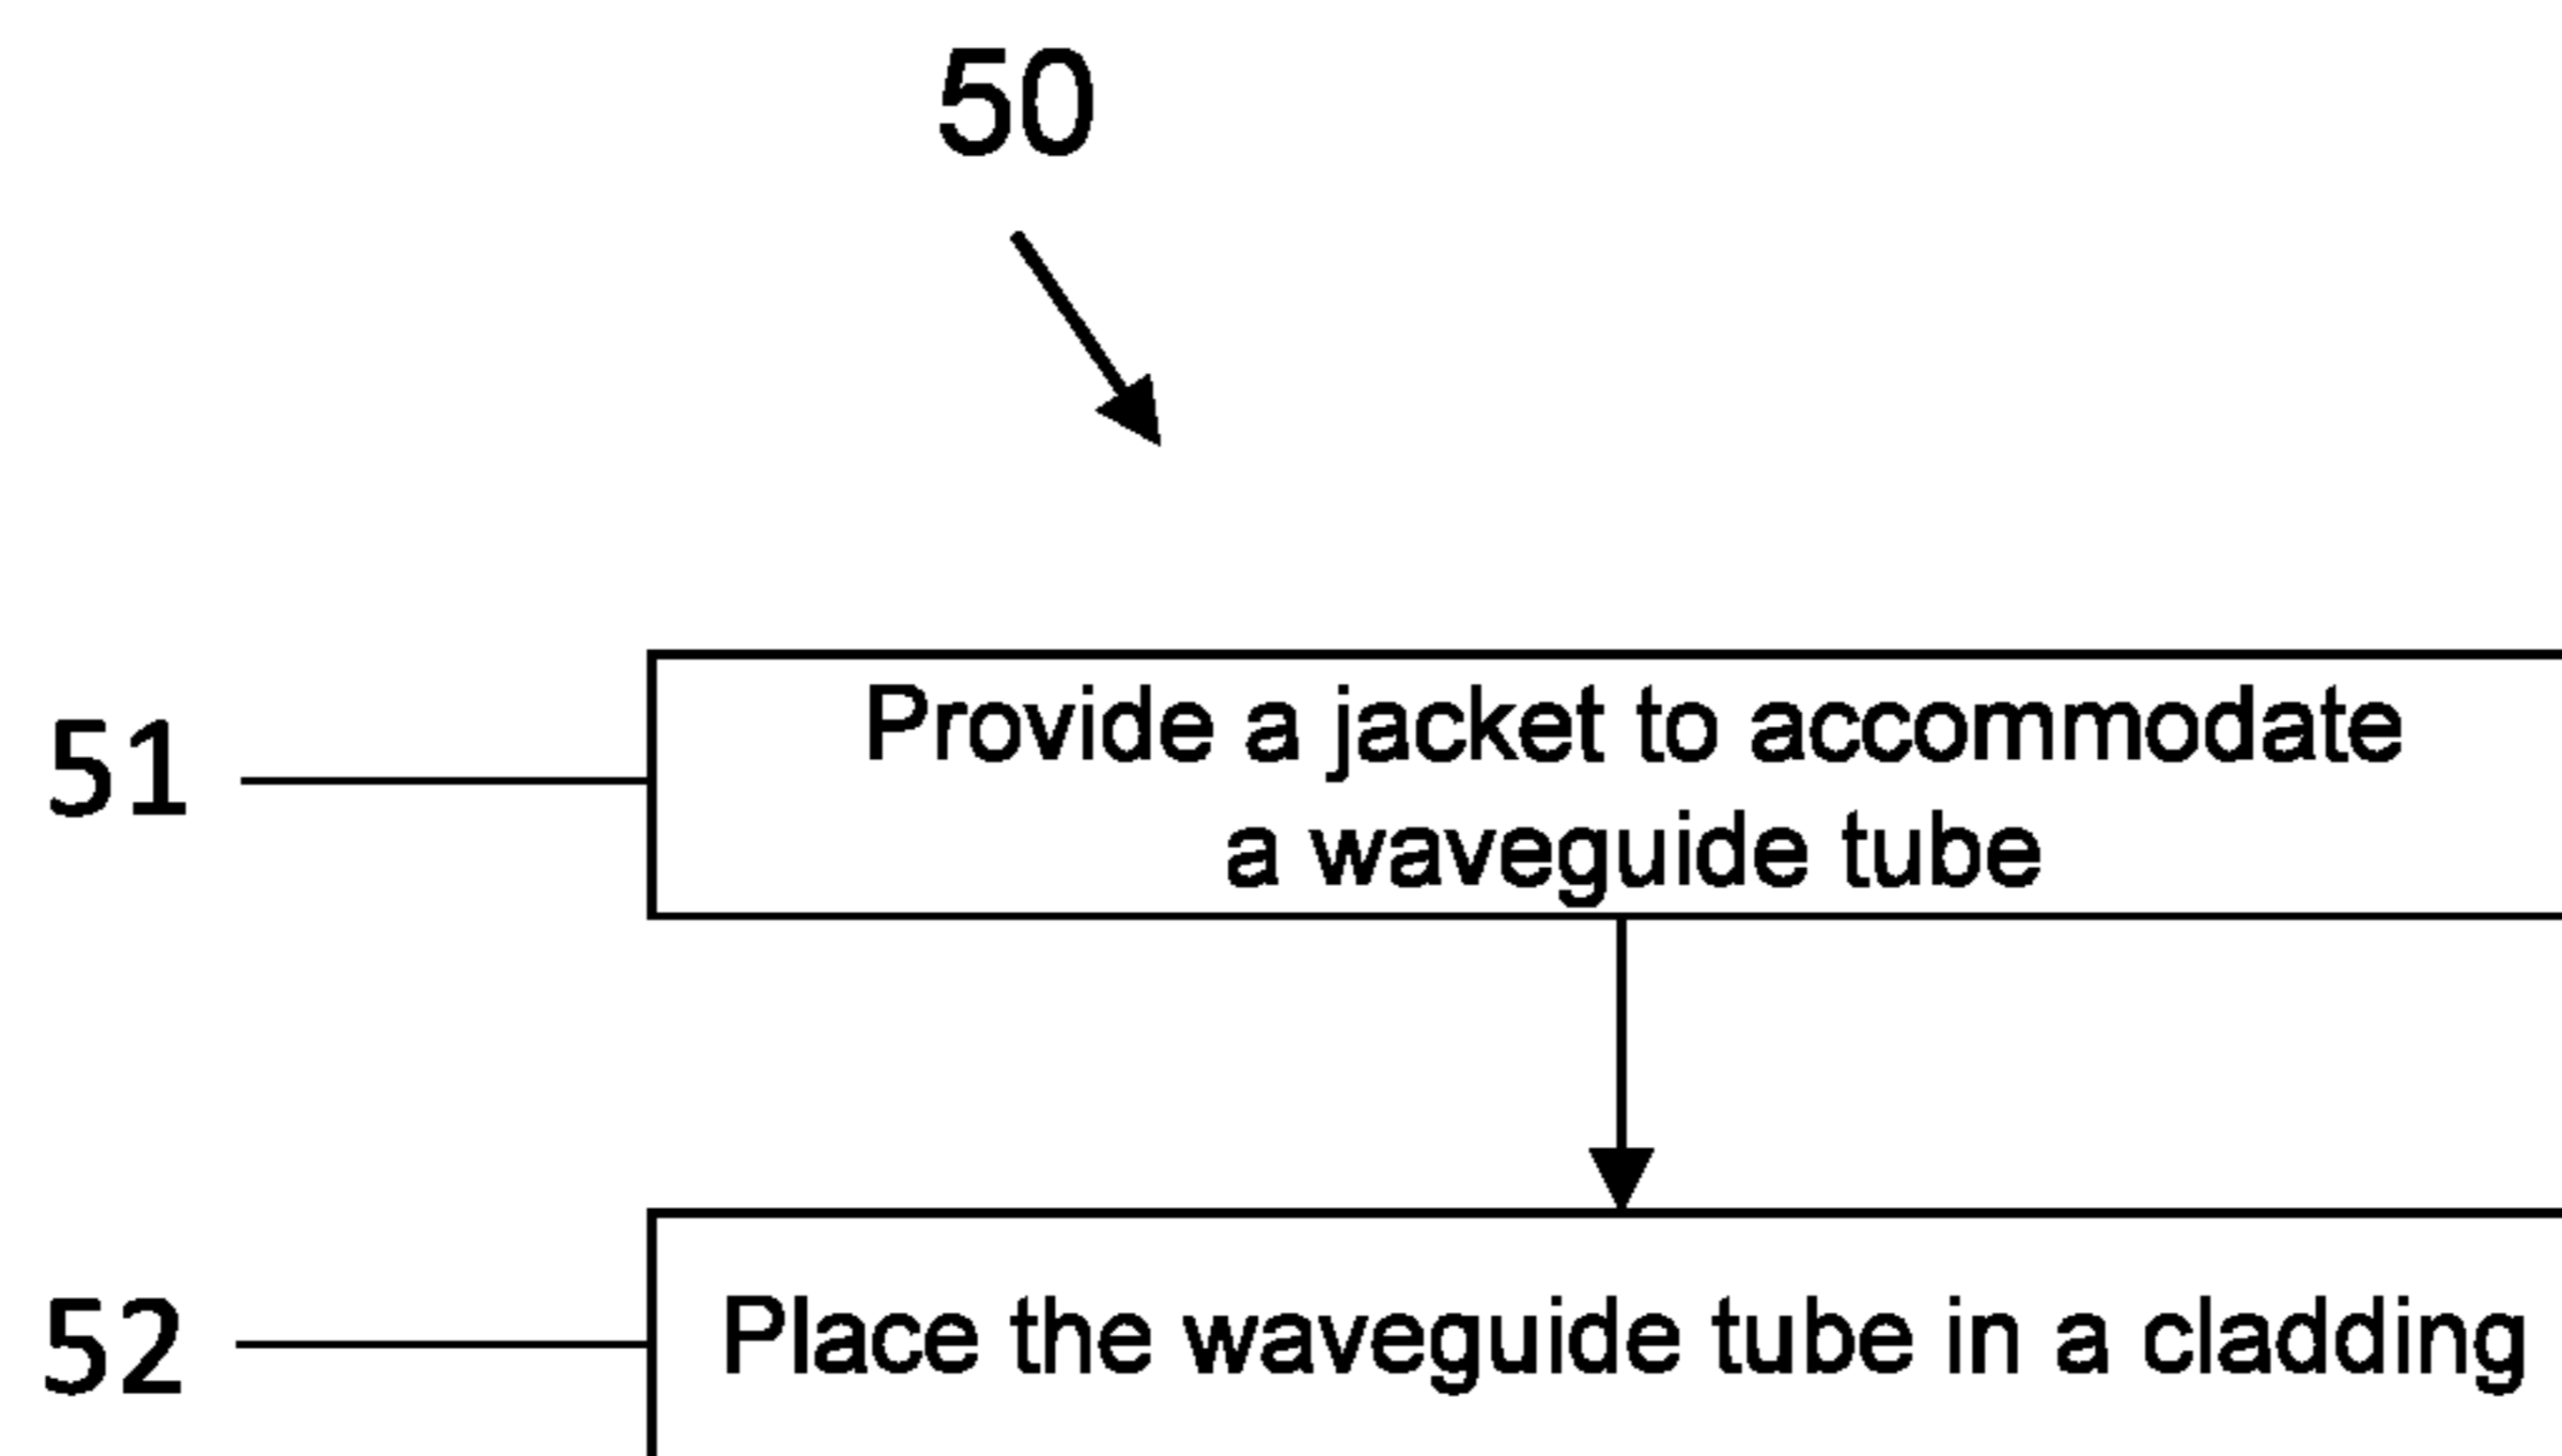 50
51
Provide a jacket to accommodate
a waveguide tube
52
Place the waveguide tube in a cladding